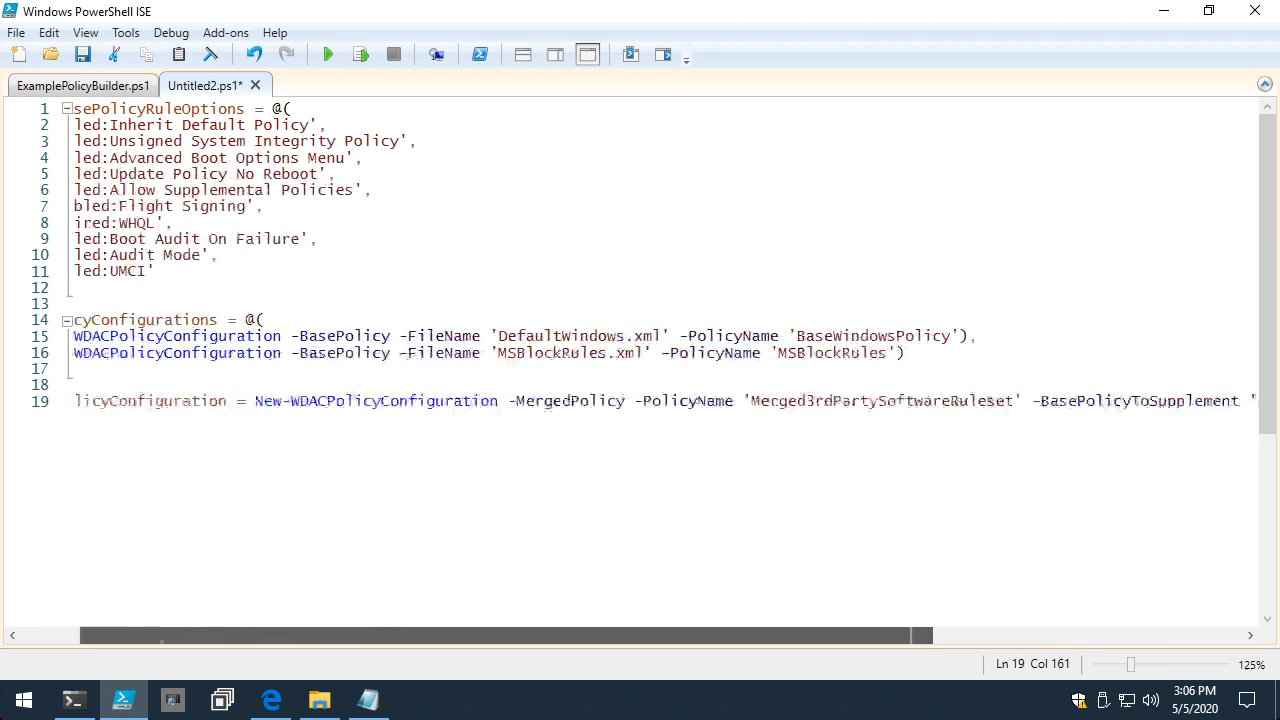 Windows PowerShell ISE
File Edit View Tools Debug Add-ons Help
ExamplePolicyBuilder.ps1 Untitled2.ps1*
1 sePolicyRuleOptions = @(
2 led:Inherit Default Policy',
3 led:Unsigned System Integrity Policy',
4 led:Advanced Boot Options Menu',
5 led:Update Policy No Reboot',
6 led:Allow Supplemental Policies',
7 bled:Flight Signing',
8 ired:WHQL',
9 led:Boot Audit On Failure',
10 led:Audit Mode',
11 led:UMCI'
12
13
14 cyConfigurations = @(
15 WDACPolicyConfiguration -BasePolicy -FileName 'DefaultWindows.xml' -PolicyName 'BaseWindowsPolicy'),
16 WDACPolicyConfiguration -BasePolicy -FileName 'MSBlockRules.xml' -PolicyName 'MSBlockRules')
17
18
19 licyConfiguration = New-WDACPolicyConfiguration -MergedPolicy -PolicyName 'Merged3rdPartySoftwareRuleset' -BasePolicyToSupplement '
Ln 19 Col 161 125%
3:06 PM
5/5/2020